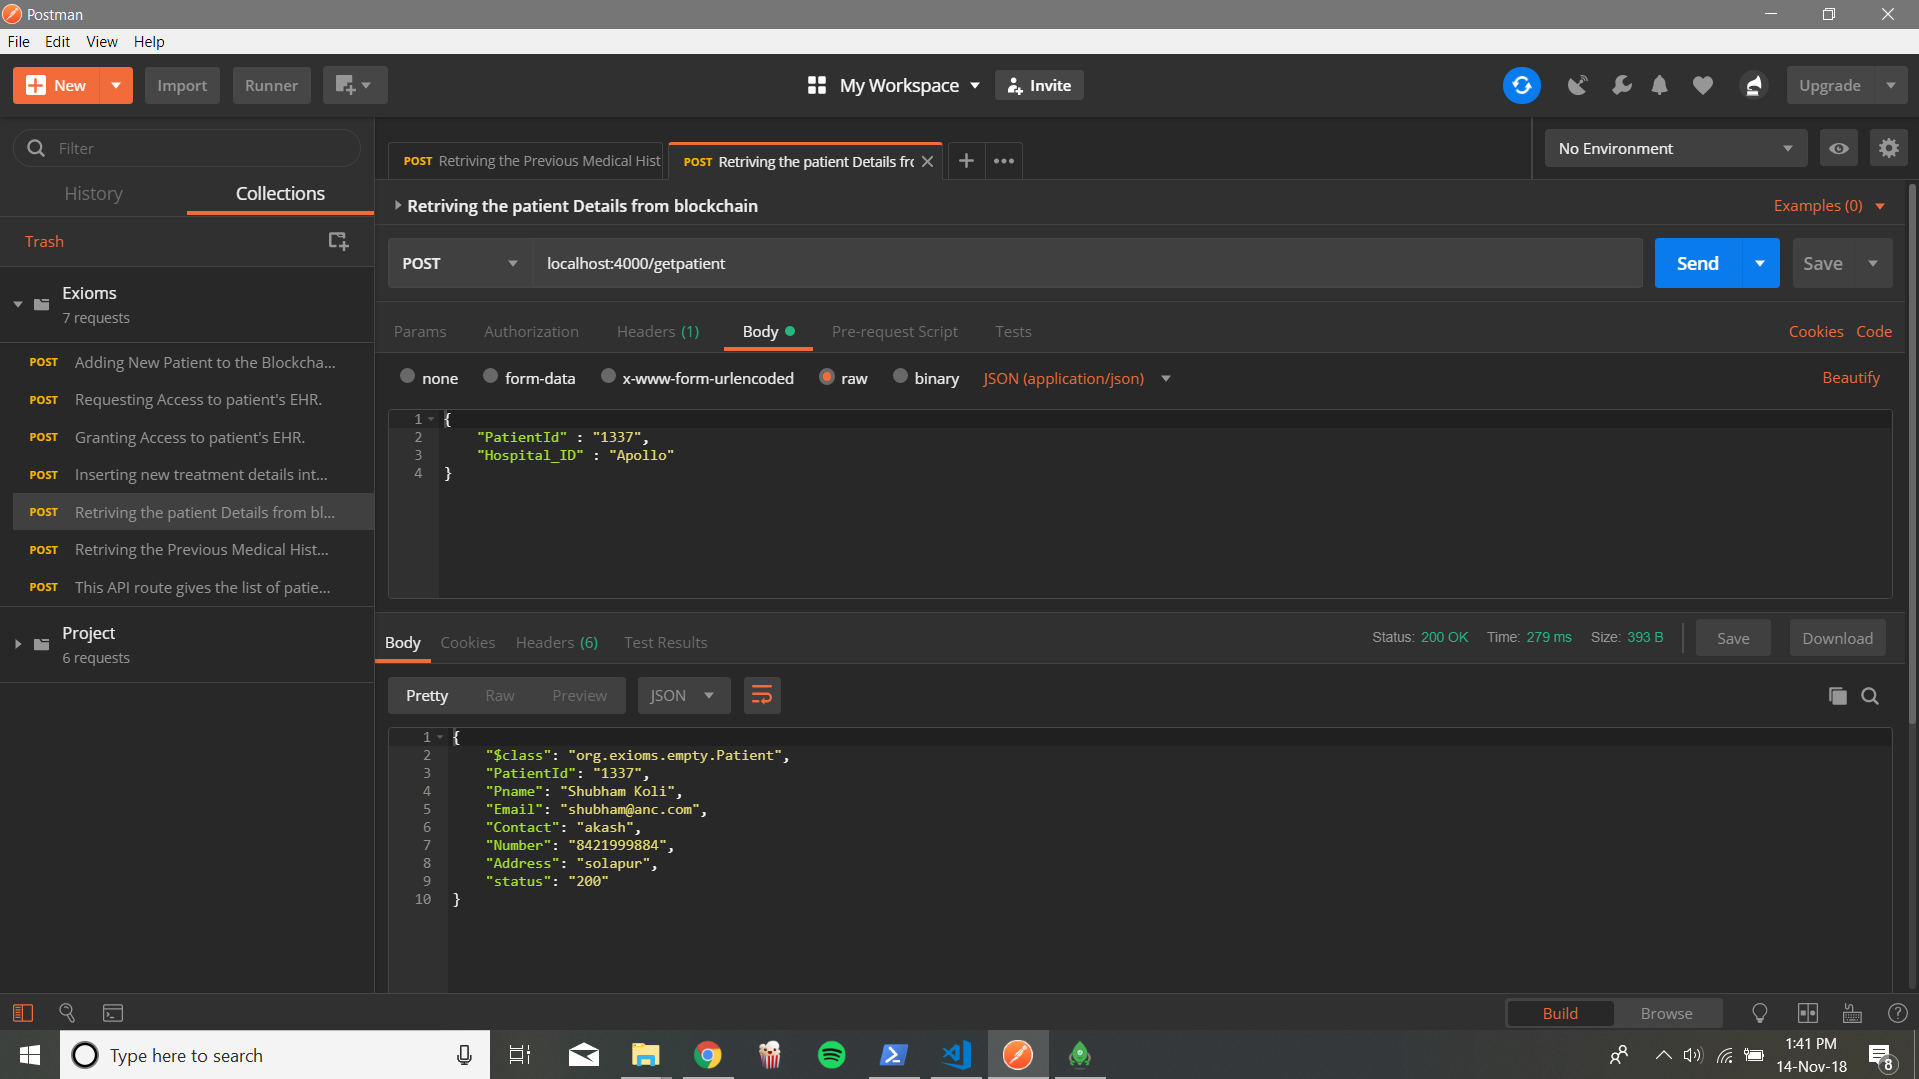 Postman
File Edit View Help
New Import Runner My Workspace Invite Upgrade
Filter
History Collections
Trash
Exioms
7 requests
POST Adding New Patient to the Blockcha...
POST Requesting Access to patient's EHR.
POST Granting Access to patient's EHR.
POST Inserting new treatment details int...
POST Retriving the patient Details from bl...
POST Retriving the Previous Medical Hist...
POST This API route gives the list of patie...
Project
6 requests
POST Retriving the Previous Medical Hist POST Retriving the patient Details fr
No Environment
Retriving the patient Details from blockchain Examples (0)
POST localhost:4000/getpatient Send Save
Params Authorization Headers (1) Body Pre-request Script Tests Cookies Code
none form-data x-www-form-urlencoded raw binary JSON (application/json) Beautify
1 {
2 "PatientId" : "1337",
3 "Hospital_ID" : "Apollo"
4 }
Body Cookies Headers (6) Test Results Status: 200 OK Time: 279 ms Size: 393 B Save Download
Pretty Raw Preview JSON
1 {
2 "$class": "org.exioms.empty.Patient",
3 "PatientId": "1337",
4 "Pname": "Shubham Koli",
5 "Email": "shubham@anc.com",
6 "Contact": "akash",
7 "Number": "8421999884",
8 "Address": "solapur",
9 "status": "200"
10 }
Build Browse
Type here to search
1:41 PM
14-Nov-18
8